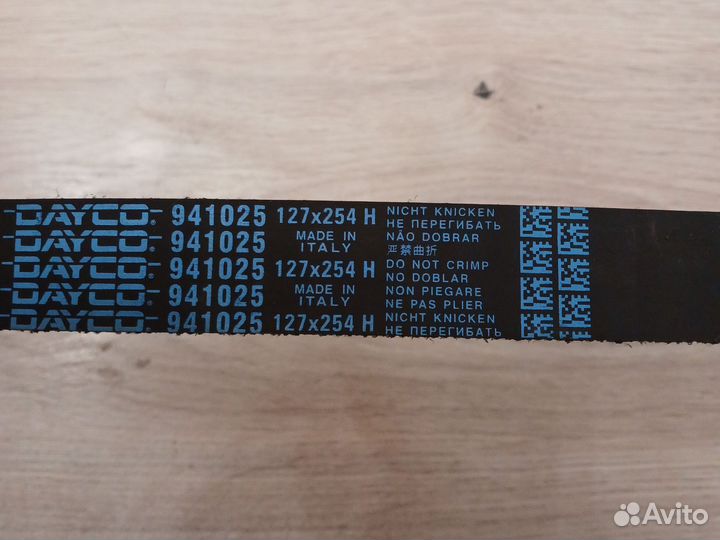 DAYCO® 941025 127x254 H NICHT KNICKEN
НЕ ПЕРЕГИБАТЬ
DAYCO® 941025 MADE IN ITALY NÃO DOBRAR
严禁曲折
DAYCO® 941025 127x254 H DO NOT CRIMP
NO DOBLAR
DAYCO® 941025 MADE IN ITALY NON PIEGARE
NE PAS PLIER
DAYCO® 941025 127x254 H NICHT KNICKEN
НЕ ПЕРЕГИБАТЬ
Avito